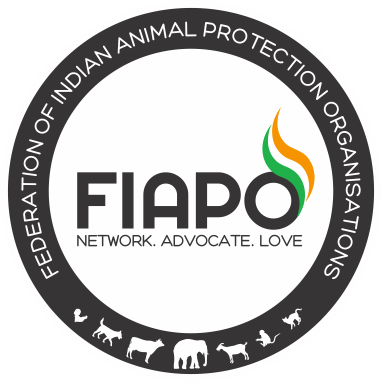 FEDERATION OF INDIAN ANIMAL PROTECTION ORGANISATIONS
FIAPO
NETWORK. ADVOCATE. LOVE